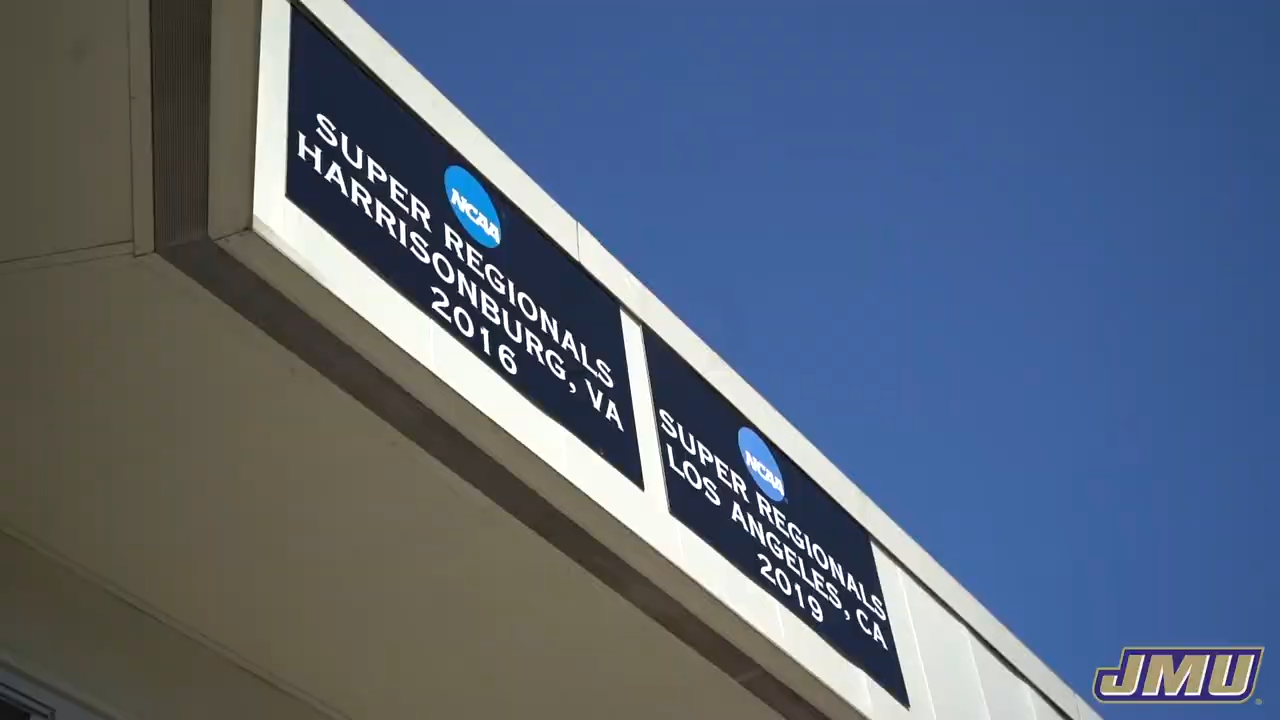 NCAA
SUPER REGIONALS
HARRISONBURG, VA
2016
NCAA
SUPER REGIONALS
LOS ANGELES, CA
2019
JMU